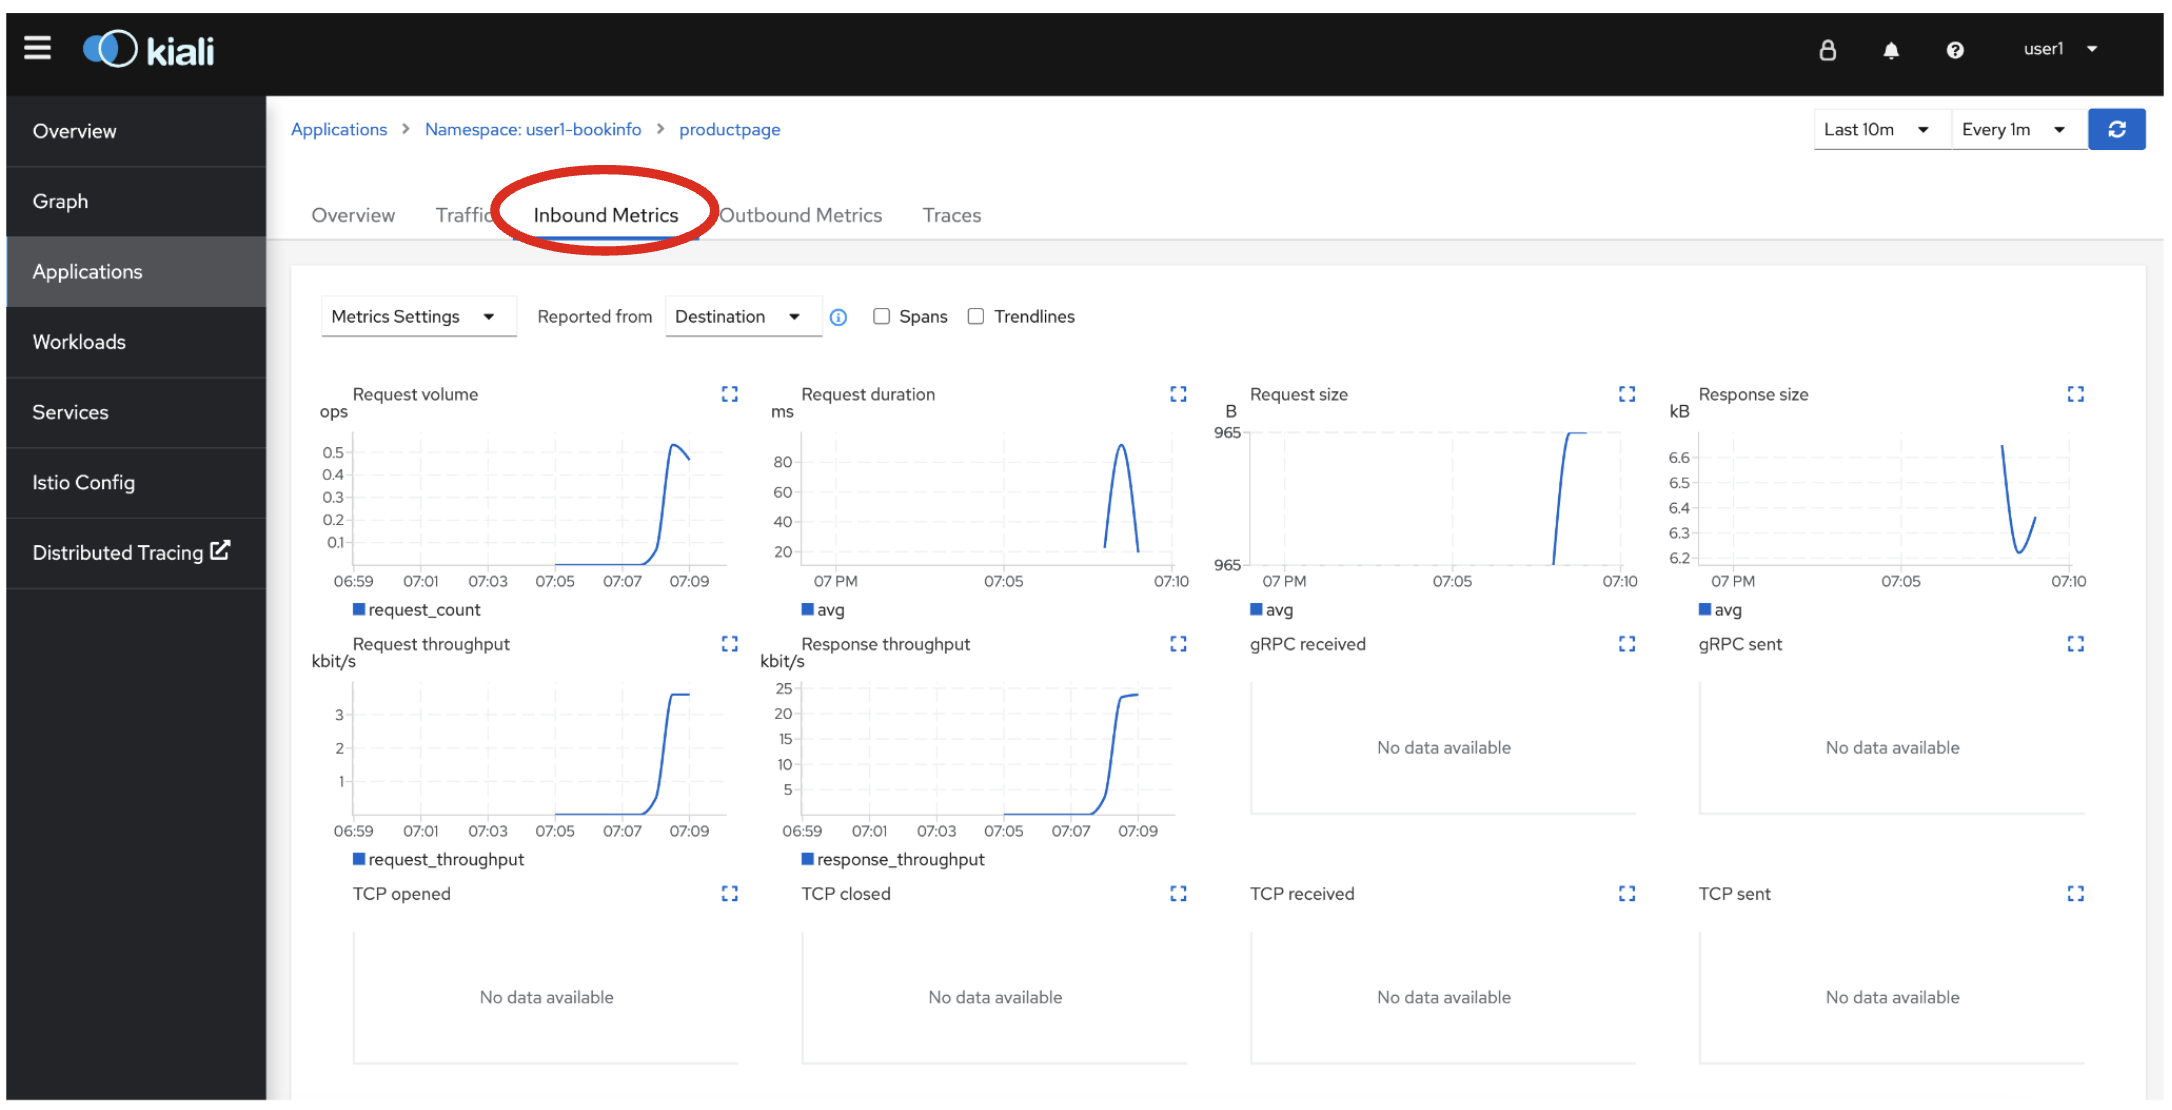 kiali
user1
Overview
Graph
Applications
Workloads
Services
Istio Config
Distributed Tracing
Applications > Namespace: user1-bookinfo > productpage
Last 10m
Every 1m
Overview
Traffic
Inbound Metrics
Outbound Metrics
Traces
Metrics Settings
Reported from
Destination
Spans
Trendlines
Request volume
ops
0.5
0.4
0.3
0.2
0.1
06:59 07:01 07:03 07:05 07:07 07:09
request_count
Request duration
ms
80
60
40
20
07 PM 07:05 07:10
avg
Request size
B
965
965
07 PM 07:05 07:10
avg
Response size
kB
6.6
6.5
6.4
6.3
6.2
07 PM 07:05 07:10
avg
Request throughput
kbit/s
3
2
1
06:59 07:01 07:03 07:05 07:07 07:09
request_throughput
Response throughput
kbit/s
25
20
15
10
5
06:59 07:01 07:03 07:05 07:07 07:09
response_throughput
gRPC received
No data available
gRPC sent
No data available
TCP opened
No data available
TCP closed
No data available
TCP received
No data available
TCP sent
No data available